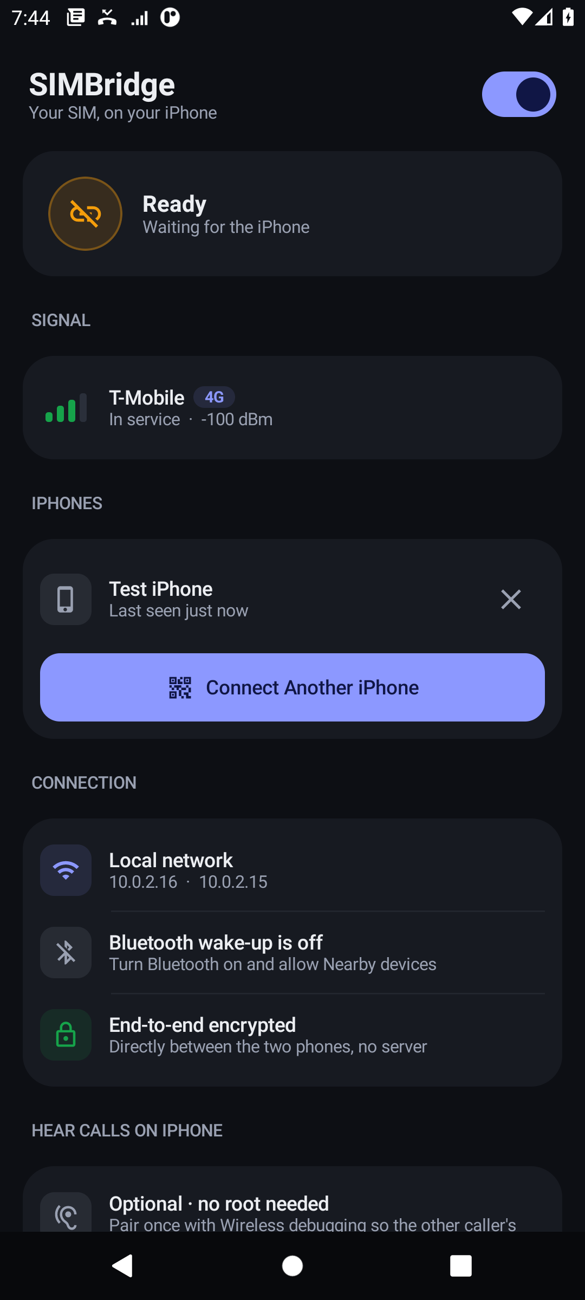 7:44
SIMBridge
Your SIM, on your iPhone
Ready
Waiting for the iPhone
SIGNAL
T-Mobile 4G
In service · -100 dBm
IPHONES
Test iPhone
Last seen just now
Connect Another iPhone
CONNECTION
Local network
10.0.2.16 · 10.0.2.15
Bluetooth wake-up is off
Turn Bluetooth on and allow Nearby devices
End-to-end encrypted
Directly between the two phones, no server
HEAR CALLS ON IPHONE
Optional · no root needed
Pair once with Wireless debugging so the other caller's